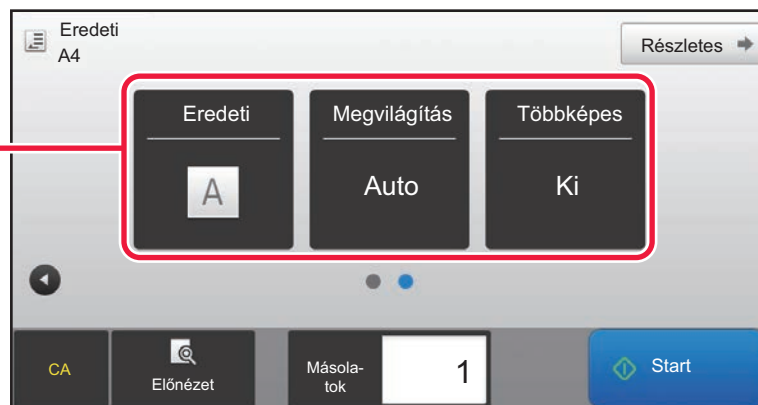 Eredeti
A4
Részletes
Eredeti
Megvilágítás
Többképes
A
Auto
Ki
CA
Előnézet
Másola-
tok
1
Start